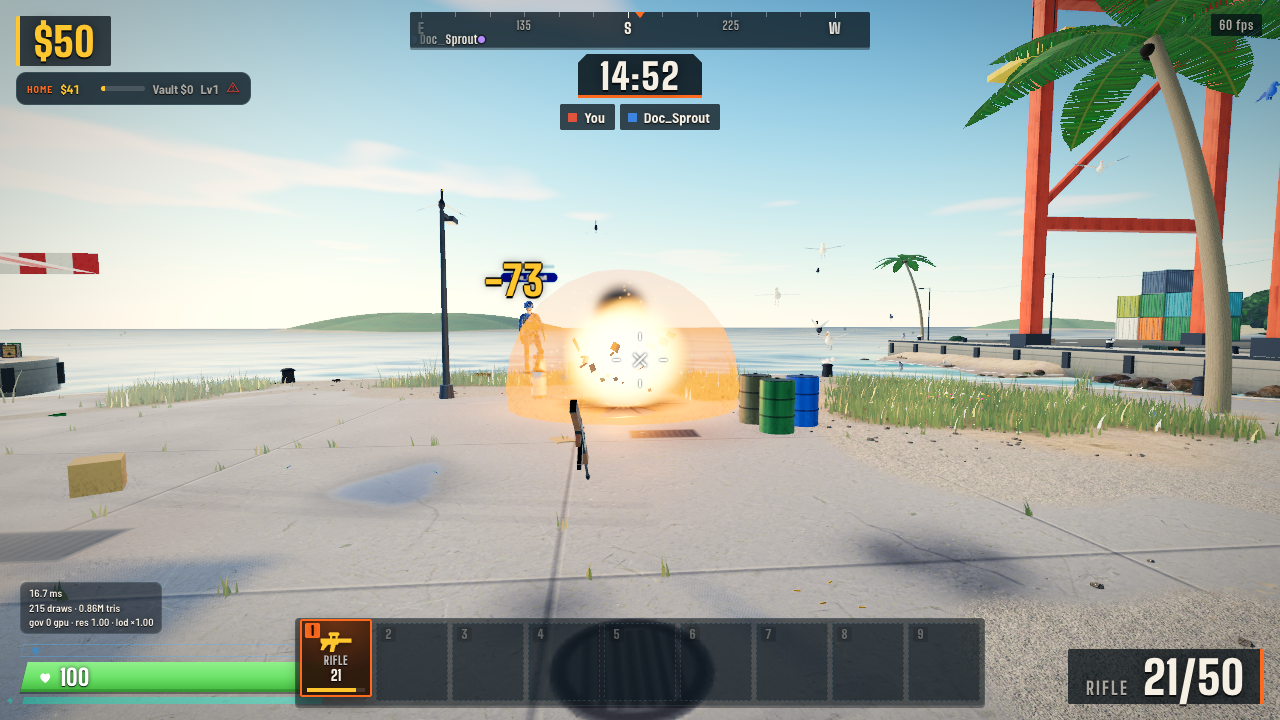 $50
HOME $41 Vault $0 Lv1
E 135 S 225 W
Doc_Sprout
60 fps
14:52
You Doc_Sprout
-73
16.7 ms
215 draws · 0.86M tris
gov 0 gpu · res 1.00 · lod ×1.00
100
1 2 3 4 5 6 7 8 9
RIFLE
21
RIFLE 21/50